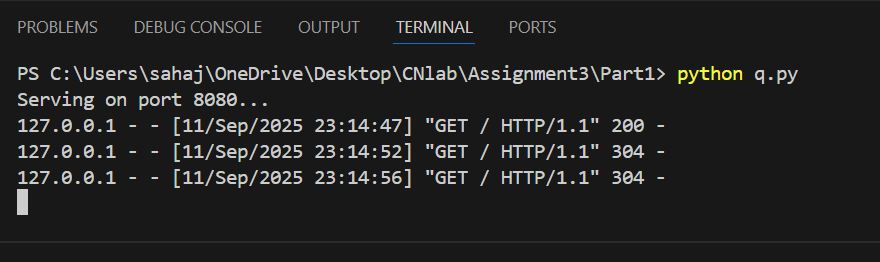 PROBLEMS DEBUG CONSOLE OUTPUT TERMINAL PORTS
PS C:\Users\sahaj\OneDrive\Desktop\CNlab\Assignment3\Part1> python q.py
Serving on port 8080...
127.0.0.1 - - [11/Sep/2025 23:14:47] "GET / HTTP/1.1" 200 -
127.0.0.1 - - [11/Sep/2025 23:14:52] "GET / HTTP/1.1" 304 -
127.0.0.1 - - [11/Sep/2025 23:14:56] "GET / HTTP/1.1" 304 -